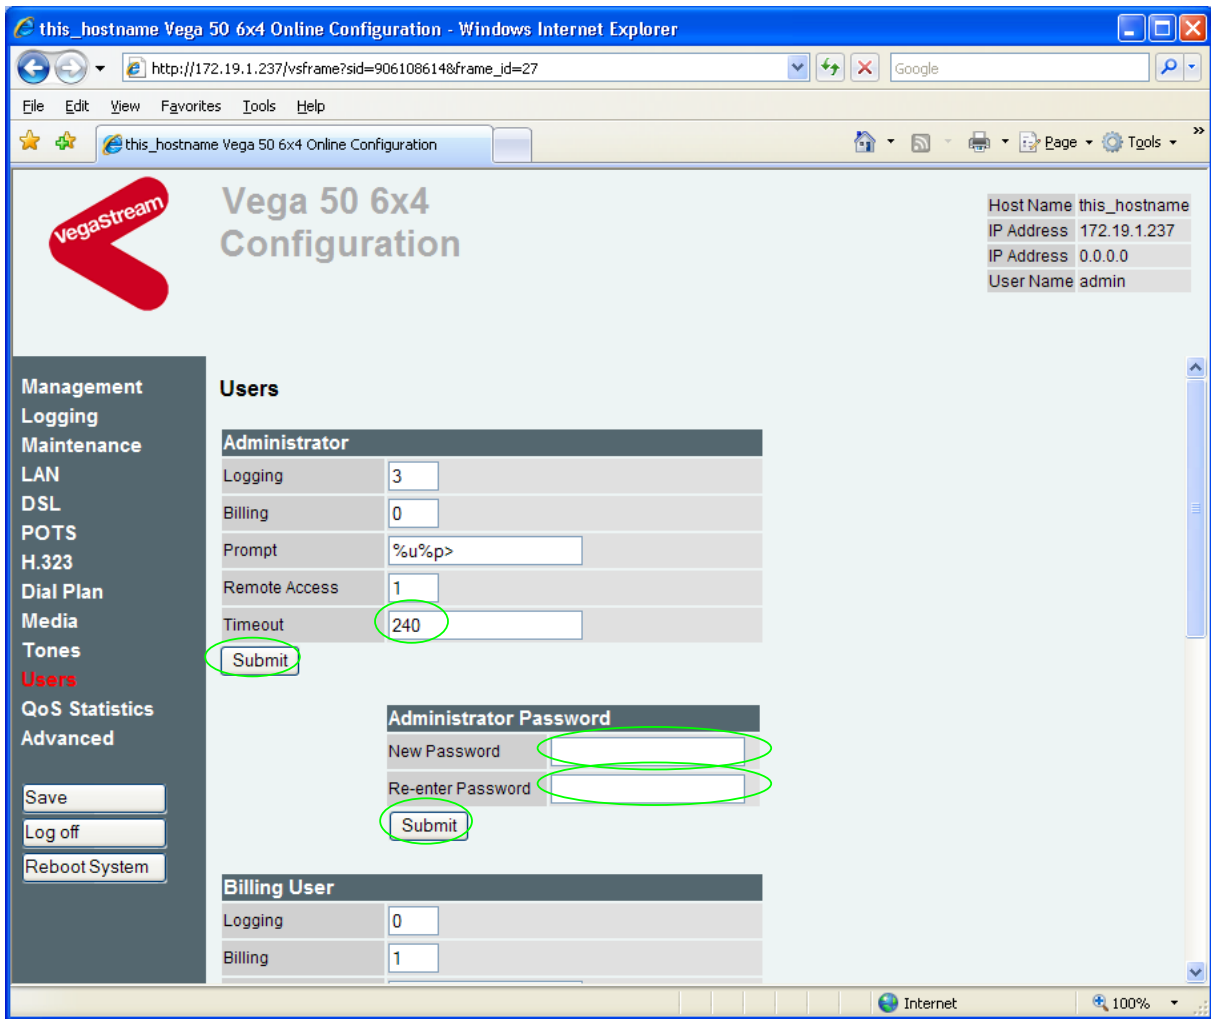 this_hostname Vega 50 6x4 Online Configuration - Windows Internet Explorer
http://172.19.1.237/vsframe?sid=906108614&frame_id=27
Google
File Edit View Favorites Tools Help
this_hostname Vega 50 6x4 Online Configuration
Page Tools »
vegastream
Vega 50 6x4
Configuration
Host Name this_hostname
IP Address 172.19.1.237
IP Address 0.0.0.0
User Name admin
Management
Logging
Maintenance
LAN
DSL
POTS
H.323
Dial Plan
Media
Tones
Users
QoS Statistics
Advanced
Save
Log off
Reboot System
Users
Administrator
Logging 3
Billing 0
Prompt %u%p>
Remote Access 1
Timeout 240
Submit
Administrator Password
New Password
Re-enter Password
Submit
Billing User
Logging 0
Billing 1
Internet 100%